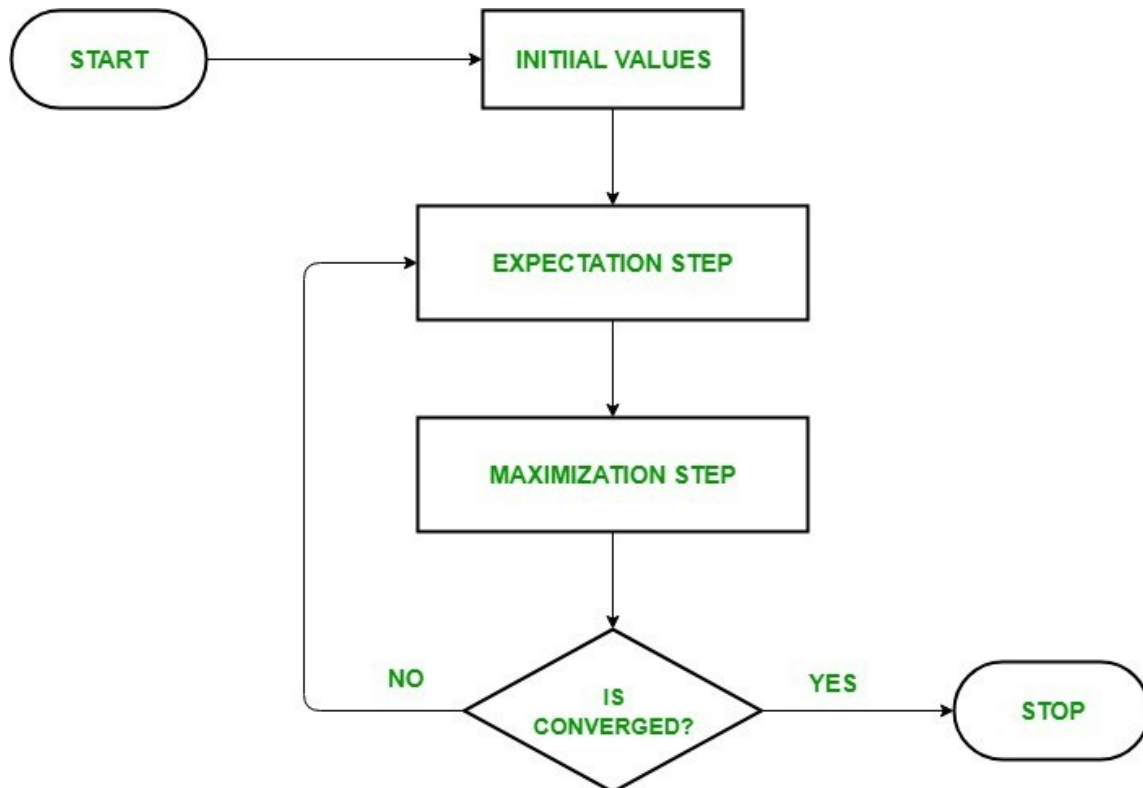 START
INITIIAL VALUES
EXPECTATION STEP
MAXIMIZATION STEP
NO
IS
CONVERGED?
YES
STOP